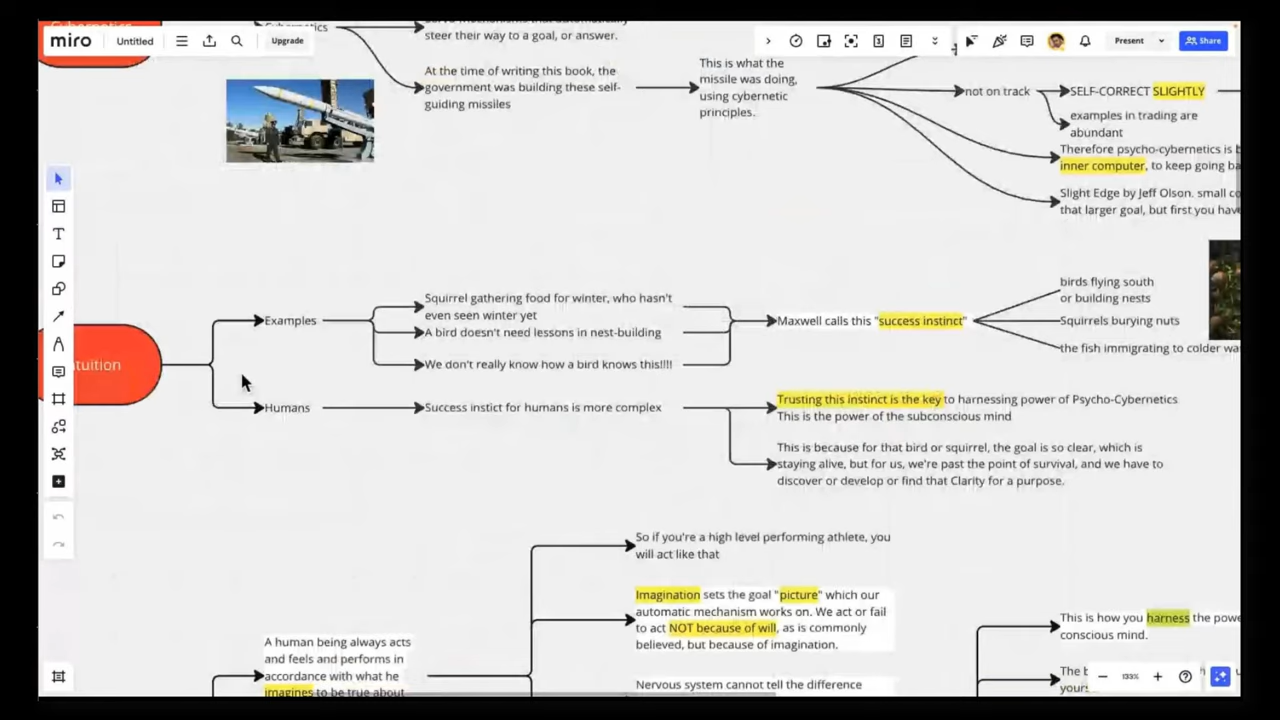 Cybernetics
miro
Untitled
Upgrade
Present
Share
Cybernetics
steer their way to a goal, or answer.
At the time of writing this book, the
government was building these self-
guiding missiles
This is what the
missile was doing,
using cybernetic
principles.
not on track
SELF-CORRECT SLIGHTLY
examples in trading are
abundant
Therefore psycho-cybernetics is
inner computer, to keep going
Slight Edge by Jeff Olson. small
that larger goal, but first you
tuition
Examples
Squirrel gathering food for winter, who hasn't
even seen winter yet
A bird doesn't need lessons in nest-building
We don't really know how a bird knows this!!!!
Maxwell calls this "success instinct"
birds flying south
or building nests
Squirrels burying nuts
the fish immigrating to colder
Humans
Success instict for humans is more complex
Trusting this instinct is the key to harnessing power of Psycho-Cybernetics
This is the power of the subconscious mind
This is because for that bird or squirrel, the goal is so clear, which is
staying alive, but for us, we're past the point of survival, and we have to
discover or develop or find that Clarity for a purpose.
So if you're a high level performing athlete, you
will act like that
Imagination sets the goal "picture" which our
automatic mechanism works on. We act or fail
to act NOT because of will, as is commonly
believed, but because of imagination.
A human being always acts
and feels and performs in
accordance with what he
imagines to be true about
Nervous system cannot tell the difference
This is how you harness the
conscious mind.
The
133%